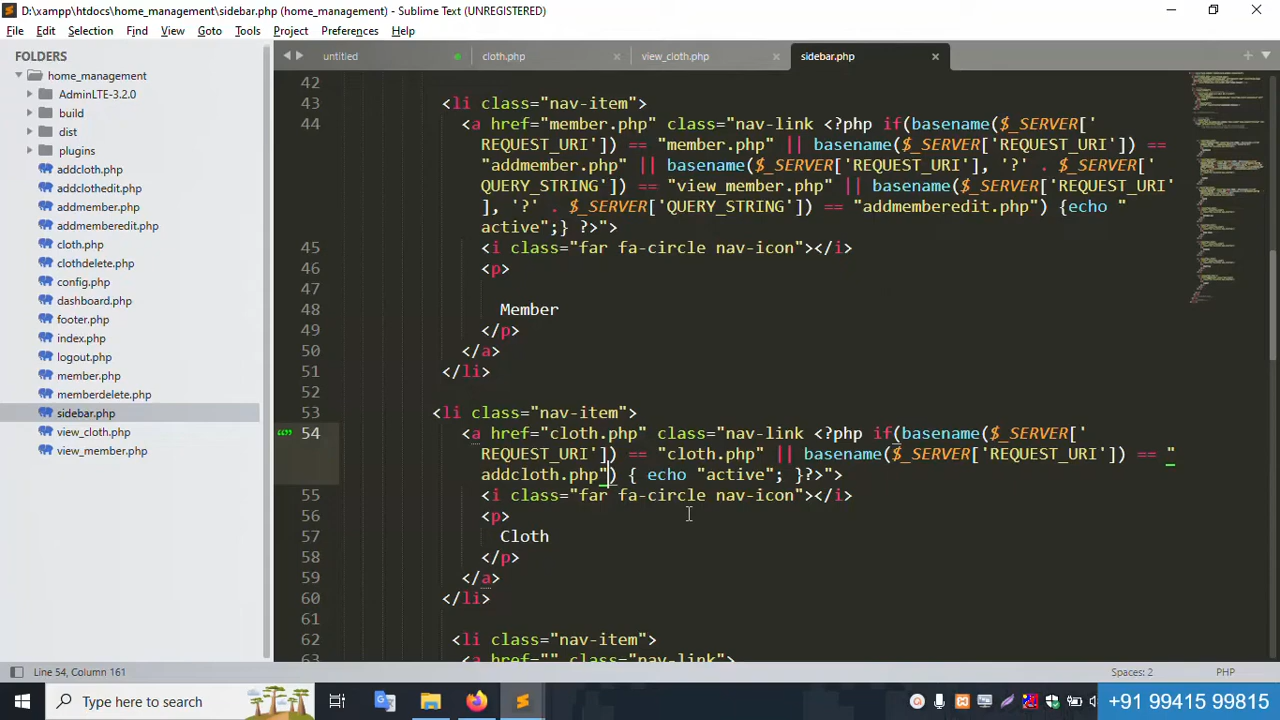 D:\xampp\htdocs\home_management\sidebar.php (home_management) - Sublime Text (UNREGISTERED)
File Edit Selection Find View Goto Tools Project Preferences Help
FOLDERS
home_management
AdminLTE-3.2.0
build
dist
plugins
addcloth.php
addclothedit.php
addmember.php
addmemberedit.php
cloth.php
clothdelete.php
config.php
dashboard.php
footer.php
index.php
logout.php
member.php
memberdelete.php
sidebar.php
view_cloth.php
view_member.php
untitled cloth.php view_cloth.php sidebar.php
42
43 <li class="nav-item">
44 <a href="member.php" class="nav-link <?php if(basename($_SERVER['
REQUEST_URI']) == "member.php" || basename($_SERVER['REQUEST_URI']) ==
"addmember.php" || basename($_SERVER['REQUEST_URI'], '?' . $_SERVER['
QUERY_STRING']) == "view_member.php" || basename($_SERVER['REQUEST_URI'
], '?' . $_SERVER['QUERY_STRING']) == "addmemberedit.php") {echo "
active";} ?>">
45 <i class="far fa-circle nav-icon"></i>
46 <p>
47
48 Member
49 </p>
50 </a>
51 </li>
52
53 <li class="nav-item">
54 <a href="cloth.php" class="nav-link <?php if(basename($_SERVER['
REQUEST_URI']) == "cloth.php" || basename($_SERVER['REQUEST_URI']) == "
addcloth.php") { echo "active"; }?>">
55 <i class="far fa-circle nav-icon"></i>
56 <p>
57 Cloth
58 </p>
59 </a>
60 </li>
61
62 <li class="nav-item">
63 <a href="" class="nav-link">
Line 54, Column 161 Spaces: 2 PHP
Type here to search
+91 99415 99815